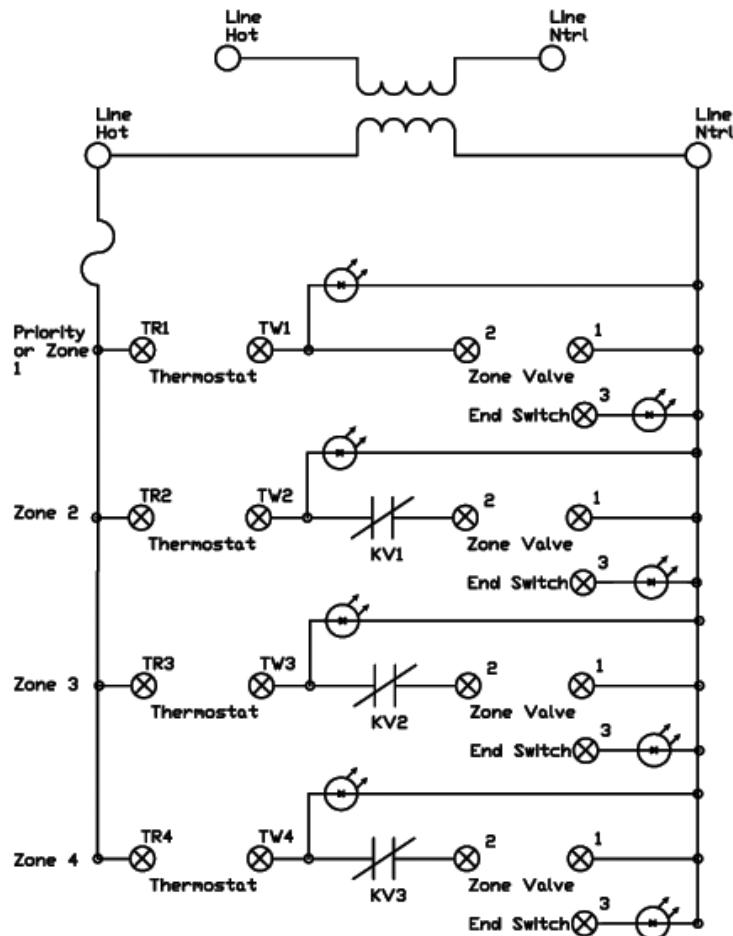 Line
Hot
Line
Ntrl
Line
Hot
Line
Ntrl
Priority
or Zone
1
TR1
TW1
2
1
Thermostat
Zone Valve
3
End Switch
Zone 2
TR2
TW2
2
1
Thermostat
KV1
Zone Valve
3
End Switch
Zone 3
TR3
TW3
2
1
Thermostat
KV2
Zone Valve
3
End Switch
Zone 4
TR4
TW4
2
1
Thermostat
KV3
Zone Valve
3
End Switch